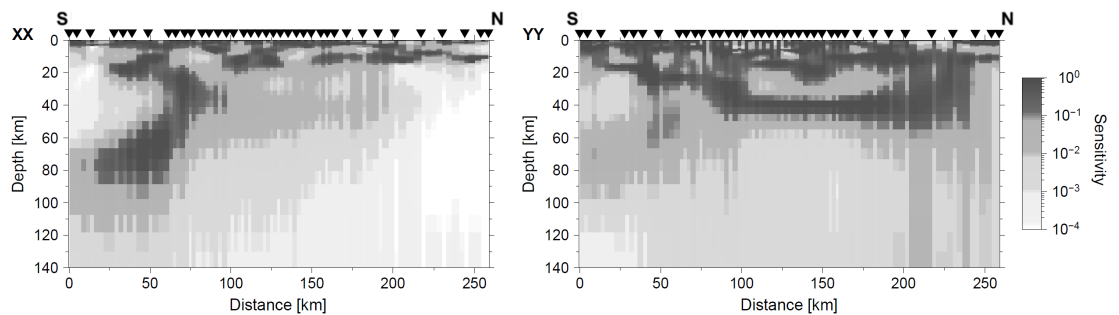 S N S N
XX YY
0 0
20 20 10⁰
40 40 10⁻¹
60 60 10⁻²
80 80 10⁻³
100 100 10⁻⁴
120 120
140 140
Depth [km] Depth [km] Sensitivity
0 50 100 150 200 250 0 50 100 150 200 250
Distance [km] Distance [km]